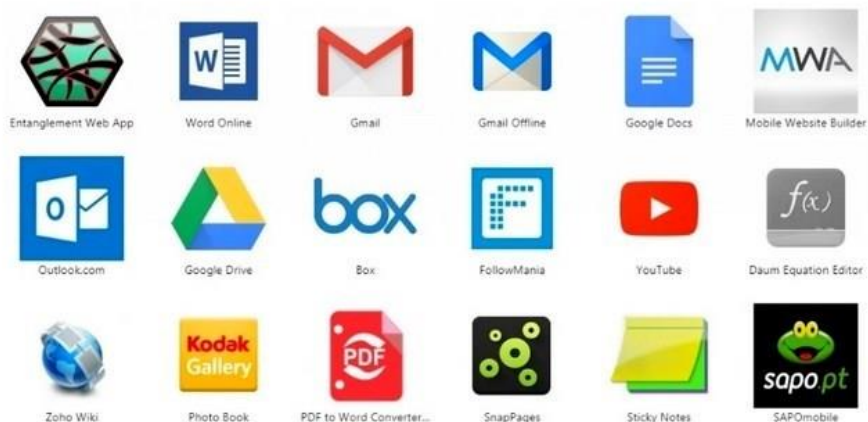 W
MWA
Entanglement Web App
Word Online
Gmail
Gmail Offline
Google Docs
Mobile Website Builder
O
box
F
f(x)
Outlook.com
Google Drive
Box
FollowMania
YouTube
Daum Equation Editor
Kodak
Gallery
PDF
sapo.pt
Zoho Wiki
Photo Book
PDF to Word Converter...
SnapPages
Sticky Notes
SAPOmobile